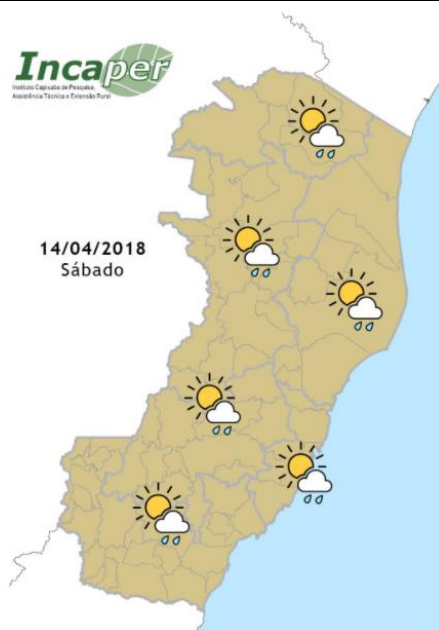 Incaper
Instituto Capixaba de Pesquisa,
Assistência Técnica e Extensão Rural
14/04/2018
Sábado